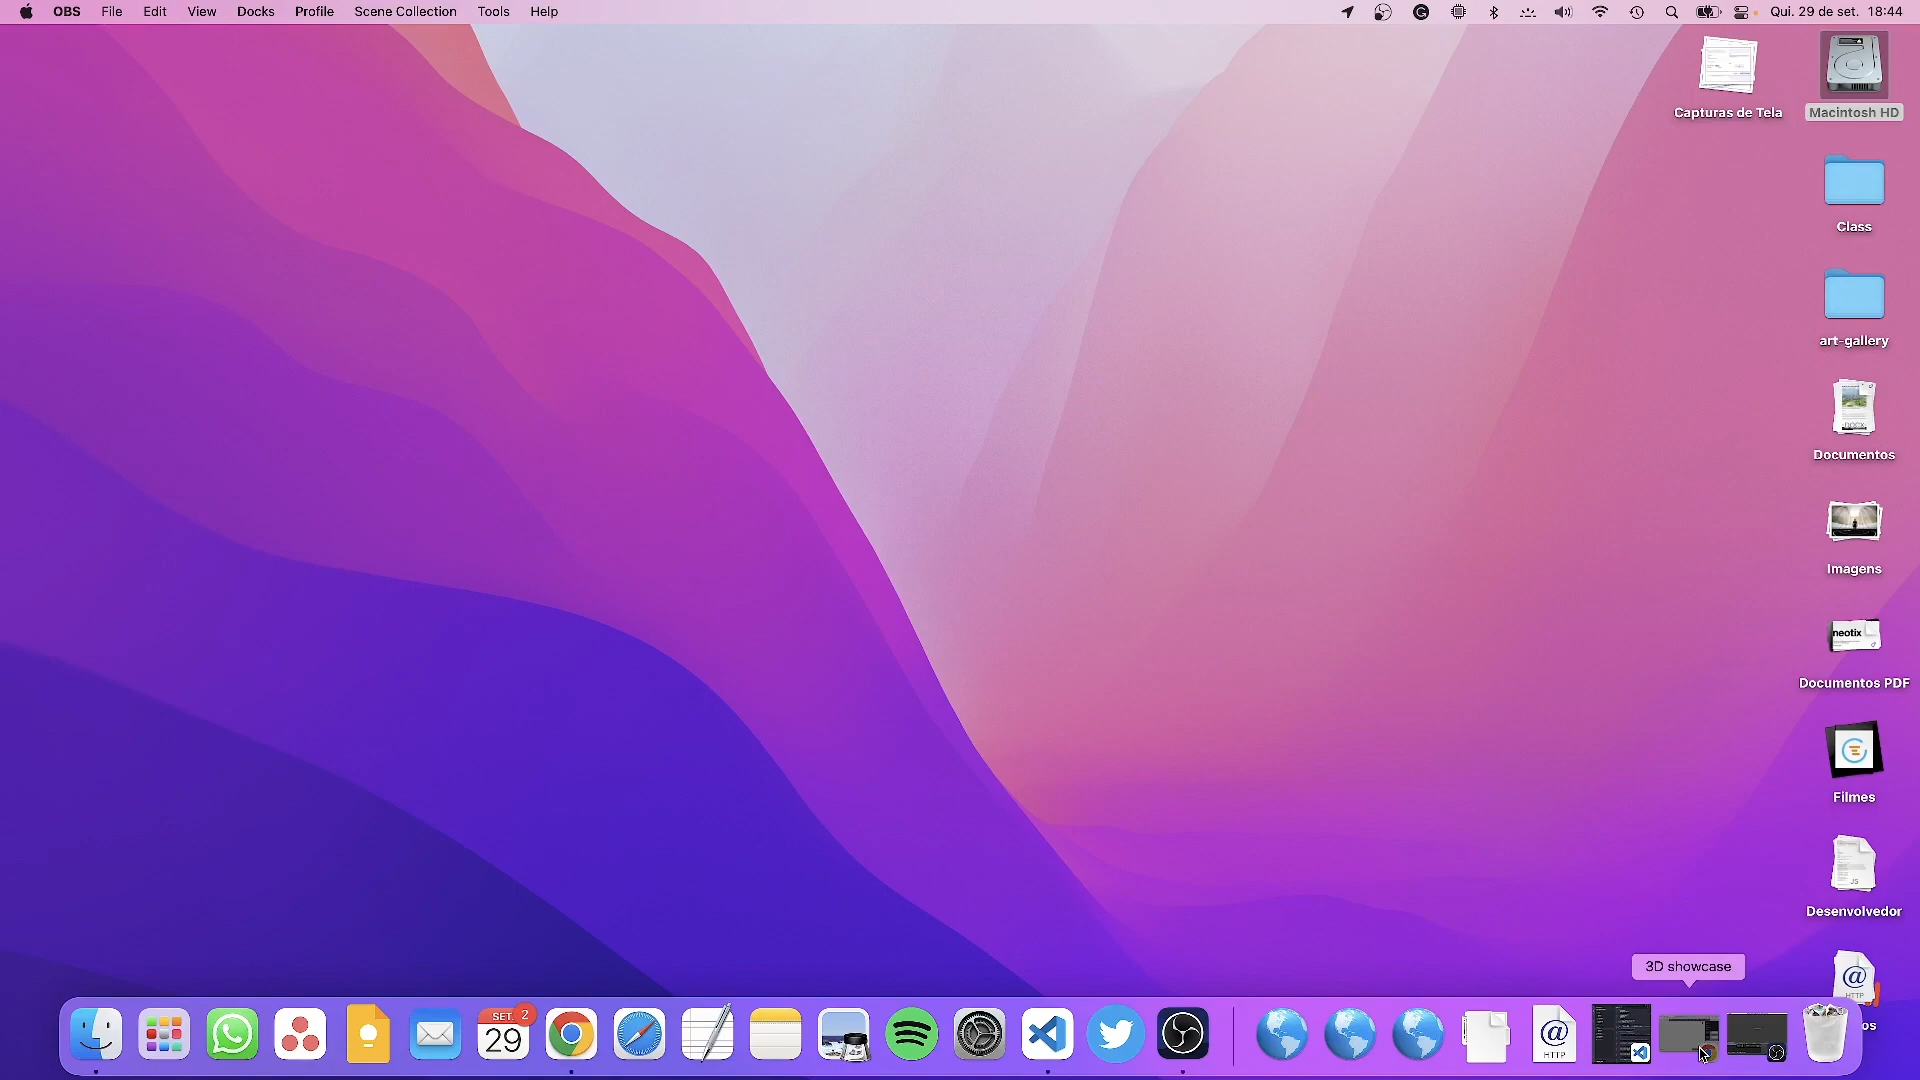 OBS File Edit View Docks Profile Scene Collection Tools Help Qui. 29 de set. 18:44
Capturas de Tela
Macintosh HD
Class
art-gallery
Documentos
Imagens
neotix
Documentos PDF
Filmes
JS
Desenvolvedor
3D showcase
@
HTTP
os
SET. 2
29
@
HTTP